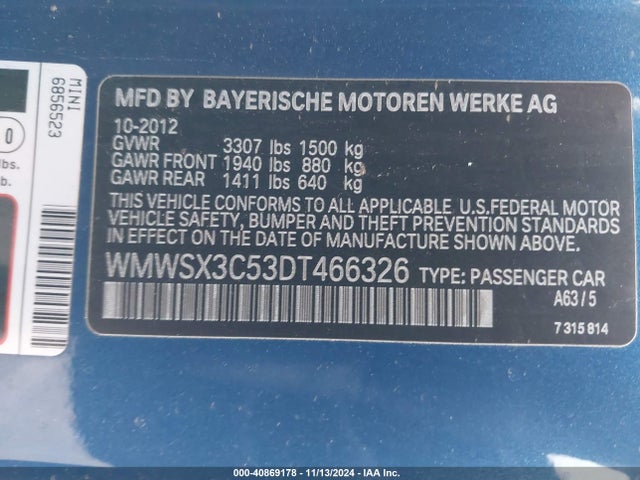 MINI
6856523
0
lbs.
b.
MFD BY BAYERISCHE MOTOREN WERKE AG
10-2012
GVWR 3307 lbs 1500 kg
GAWR FRONT 1940 lbs 880 kg
GAWR REAR 1411 lbs 640 kg
THIS VEHICLE CONFORMS TO ALL APPLICABLE U.S.FEDERAL MOTOR
VEHICLE SAFETY, BUMPER AND THEFT PREVENTION STANDARDS
IN EFFECT ON THE DATE OF MANUFACTURE SHOWN ABOVE.
WMWSX3C53DT466326 TYPE: PASSENGER CAR
A63 / 5
7 315 814
000-40869178 - 11/13/2024 - IAA Inc.